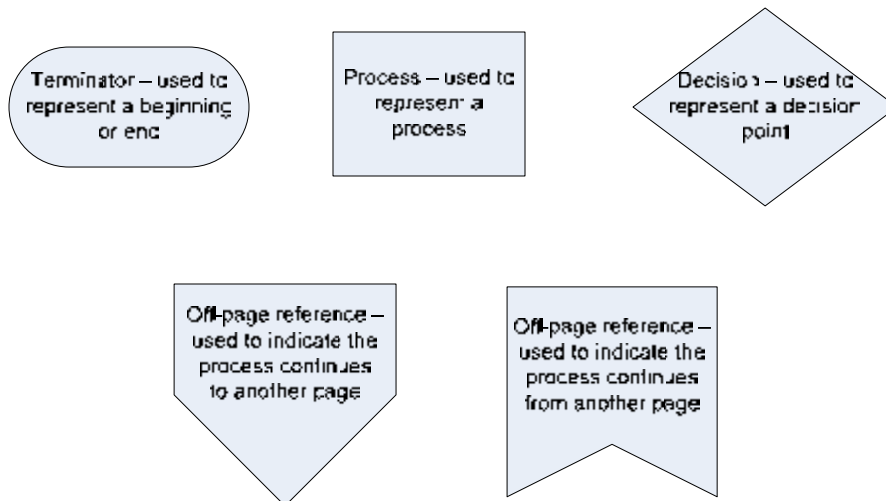 Terminator – used to
represent a beginning
or end
Process – used to
represent a
process
Decision – used to
represent a decision
point
Off-page reference –
used to indicate the
process continues
to another page
Off-page reference –
used to indicate the
process continues
from another page